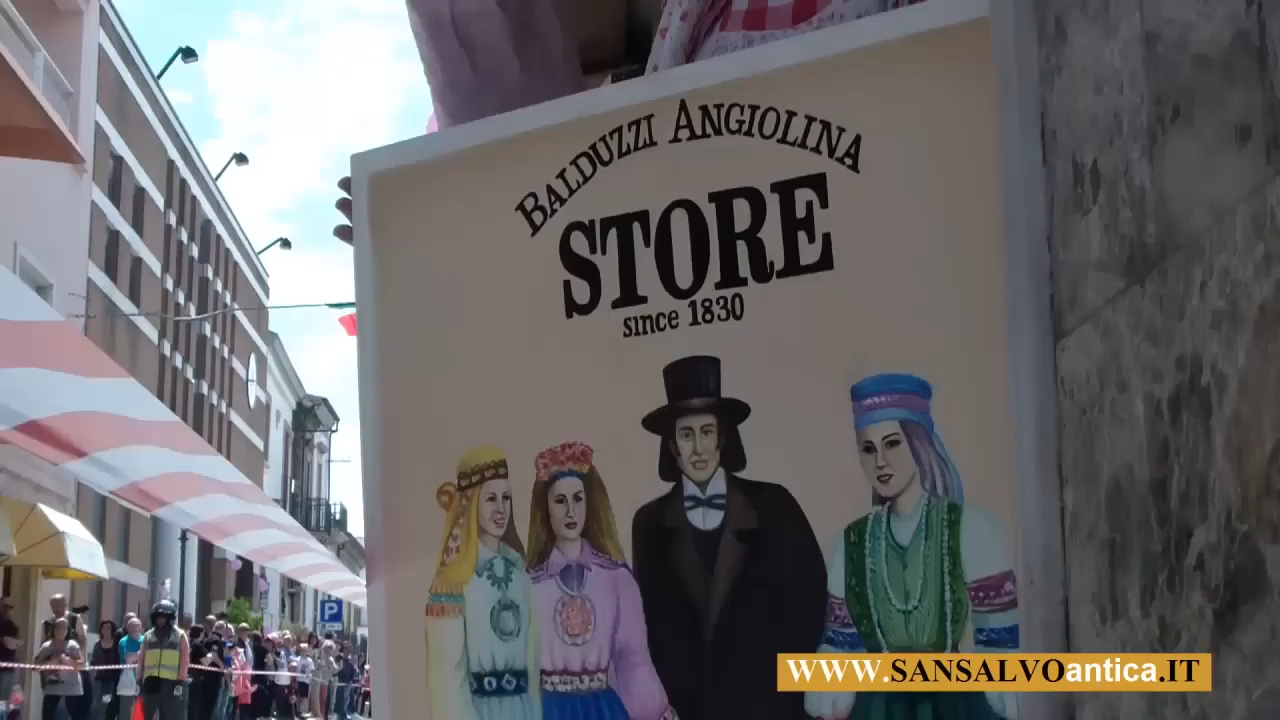 BALDUZZI ANGIOLINA
STORE
since 1830
P
WWW.SANSALVOantica.IT